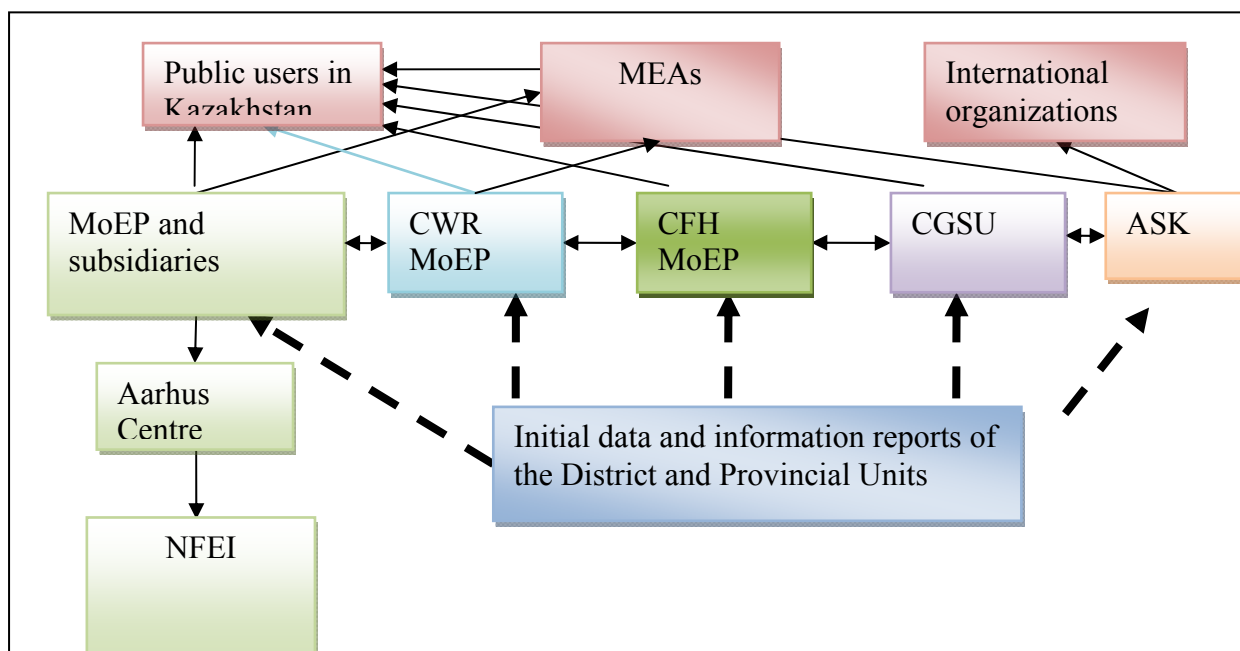 Public users in
Kazakhstan
MEAs
International
organizations
MoEP and
subsidiaries
CWR
MoEP
CFH
MoEP
CGSU
ASK
Aarhus
Centre
Initial data and information reports of
the District and Provincial Units
NFEI